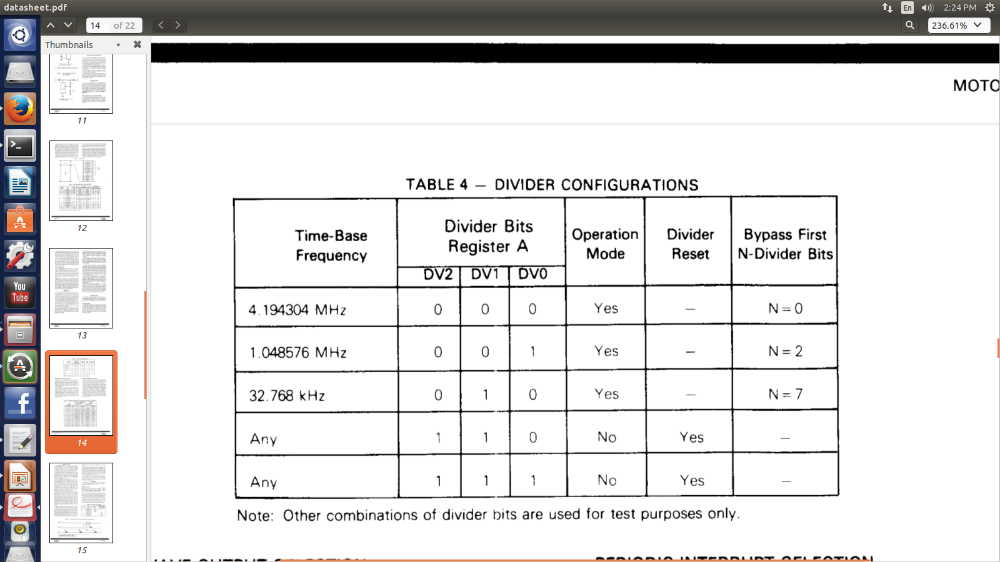 datasheet.pdf
En
2:24 PM
14 of 22
236.61%
Thumbnails
11
12
13
14
15
You
Tube
MOTO
TABLE 4 — DIVIDER CONFIGURATIONS
Time-Base Frequency
Divider Bits Register A
Operation Mode
Divider Reset
Bypass First N-Divider Bits
DV2 DV1 DV0
4.194304 MHz 0 0 0 Yes — N=0
1.048576 MHz 0 0 1 Yes — N=2
32.768 kHz 0 1 0 Yes — N=7
Any 1 1 0 No Yes —
Any 1 1 1 No Yes —
Note: Other combinations of divider bits are used for test purposes only.
PERIODIC INTERRUPT SELECTION